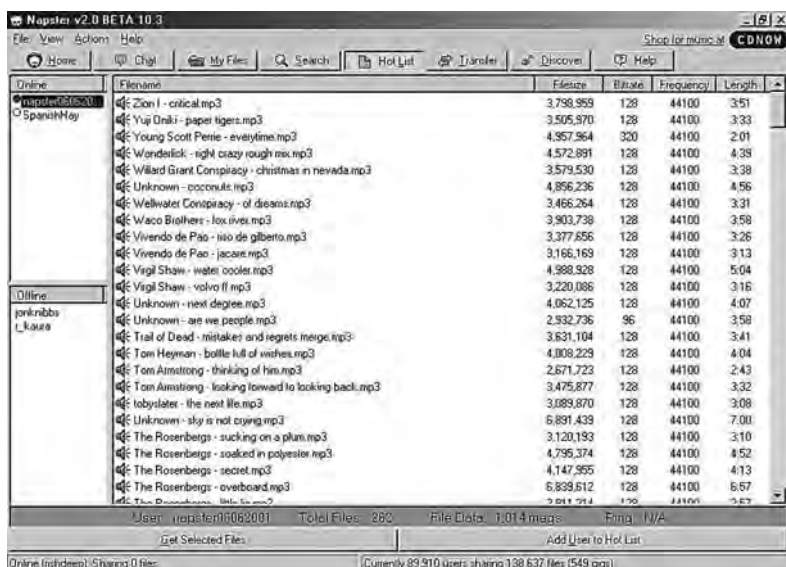 Napster v2.0 BETA 10.3
File View Actions Help Shop for music at CDNOW
Home Chat My Files Search Hot List Transfer Discover Help
Online Filename Filesize Bitrate Frequency Length
napster060620
SpanishHay
Zion I - critical.mp3 3,798,959 128 44100 3:51
Yuji Oniki - paper tigers.mp3 3,505,970 128 44100 3:33
Young Scott Perrie - everytime.mp3 4,957,964 320 44100 2:01
Wonderlick - right crazy rough mix.mp3 4,572,891 128 44100 4:39
Willard Grant Conspiracy - christmas in nevada.mp3 3,579,530 128 44100 3:38
Unknown - coconuts.mp3 4,856,236 128 44100 4:56
Wellwater Conspiracy - of dreams.mp3 3,466,264 128 44100 3:31
Waco Brothers - fox river.mp3 3,903,738 128 44100 3:58
Vivendo de Pao - riso de gilberto.mp3 3,377,656 128 44100 3:26
Vivendo de Pao - jacare.mp3 3,166,169 128 44100 3:13
Virgil Shaw - water cooler.mp3 4,988,928 128 44100 5:04
Virgil Shaw - volvo ff.mp3 3,220,086 128 44100 3:16
Unknown - next degree.mp3 4,062,125 128 44100 4:07
Unknown - are we people.mp3 2,932,736 96 44100 3:58
Trail of Dead - mistakes and regrets merge.mp3 3,631,104 128 44100 3:41
Tom Heyman - bottle full of wishes.mp3 4,008,229 128 44100 4:04
Tom Armstrong - thinking of him.mp3 2,671,723 128 44100 2:43
Tom Armstrong - looking forward to looking back.mp3 3,475,877 128 44100 3:32
tobyslater - the next life.mp3 3,089,870 128 44100 3:08
Unknown - sky is not crying.mp3 6,891,439 128 44100 7:00
The Rosenbergs - sucking on a plum.mp3 3,120,193 128 44100 3:10
The Rosenbergs - soaked in polyester.mp3 4,795,374 128 44100 4:52
The Rosenbergs - secret.mp3 4,147,955 128 44100 4:13
The Rosenbergs - overboard.mp3 6,839,612 128 44100 6:57
Offline
jonkribbs
r_kaura
User: napster06062001 Total Files: 262 File Data: 1,014 megs Ping: N/A
Get Selected Files Add User to Hot List
Online (nshdeep): Sharing 0 files. Currently 89,910 users sharing 138,637 files (549 gigs).